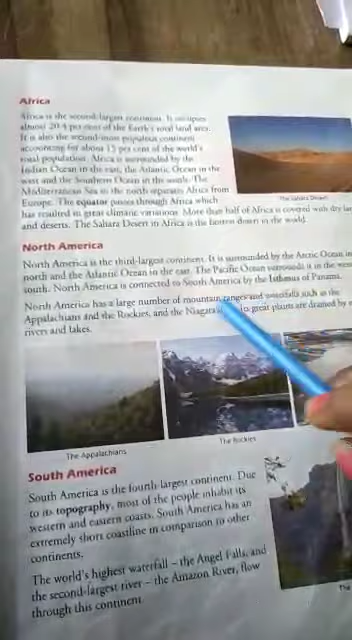 Africa
Africa is the second-largest continent. It occupies
almost 20.4 per cent of the Earth's total land area.
It is also the second-most populous continent
accounting for about 15 per cent of the world's
total population. Africa is surrounded by the
Indian Ocean in the east, the Atlantic Ocean in the
west and the Southern Ocean in the south. The
Mediterranean Sea in the north separates Africa from
Europe. The equator passes through Africa which
has resulted in great climatic variations. More than half of Africa is covered with dry
and deserts. The Sahara Desert in Africa is the hottest desert in the world.
The Sahara Desert
North America
North America is the third-largest continent. It is surrounded by the Arctic Ocean in
north and the Atlantic Ocean in the east. The Pacific Ocean surrounds it in the west
south. North America is connected to South America by the Isthmus of Panama.
North America has a large number of mountain ranges and waterfalls such as the
Appalachians and the Rockies, and the Niagara its great plants are drained by
rivers and lakes.
The Appalachians
The Rockies
South America
South America is the fourth-largest continent. Due
to its topography, most of the people inhabit its
western and eastern coasts. South America has an
extremely short coastline in comparison to other
continents.
The world's highest waterfall – the Angel Falls, and
the second-largest river – the Amazon River, flow
through this continent.
The